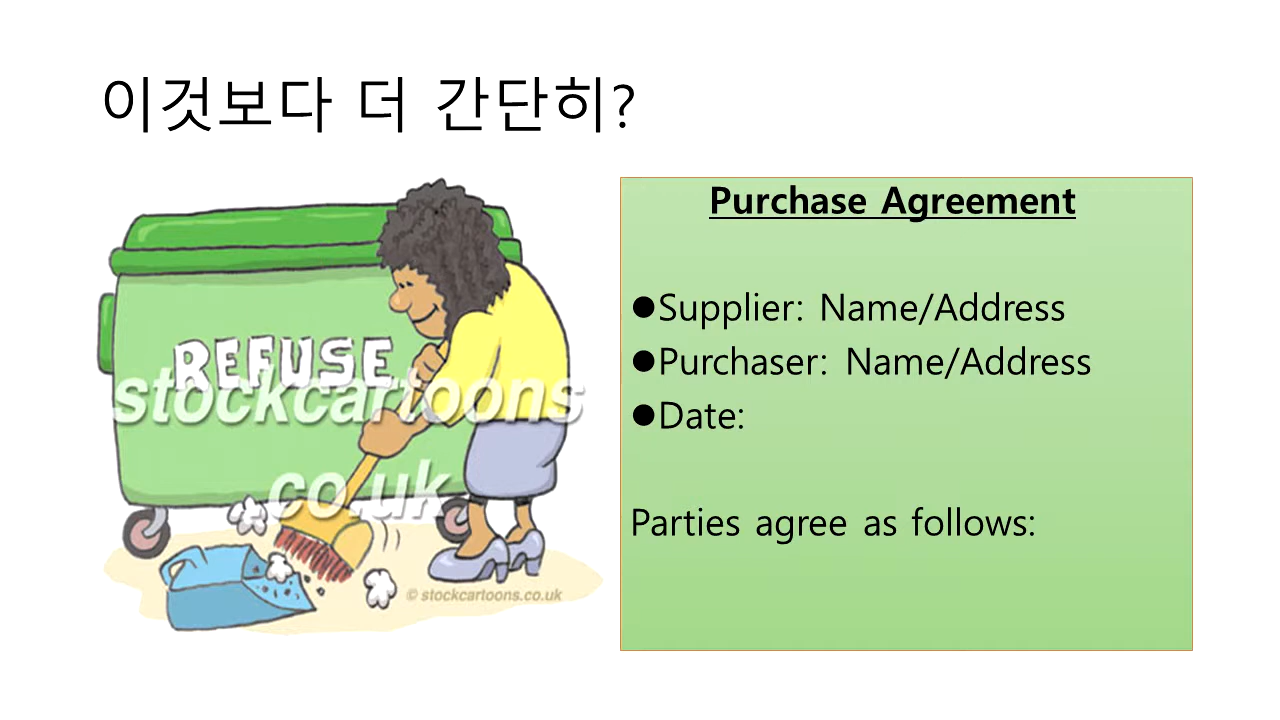 이것보다 더 간단히?
REFUSE
stockcartoons
.co.uk
© stockcartoons.co.uk
Purchase Agreement
●Supplier: Name/Address
●Purchaser: Name/Address
●Date:
Parties agree as follows: